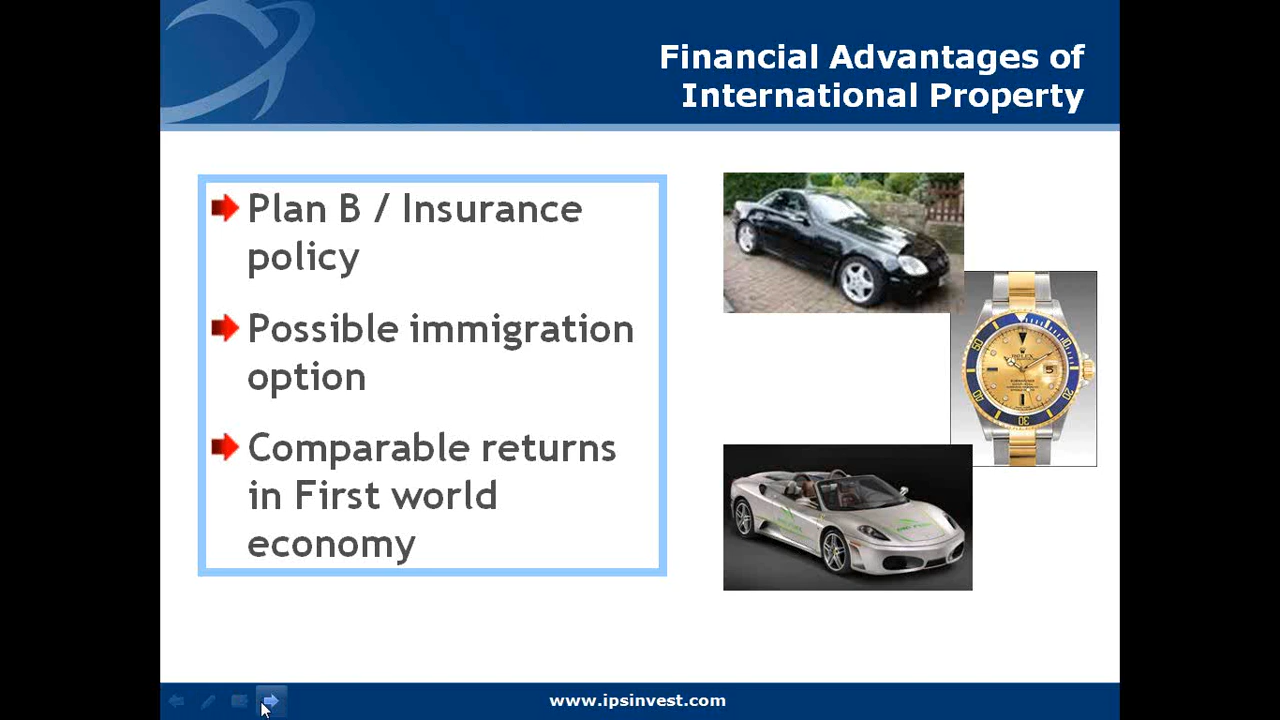 Financial Advantages of
International Property
Plan B / Insurance
policy
Possible immigration
option
Comparable returns
in First world
economy
ROLEX
www.ipsinvest.com